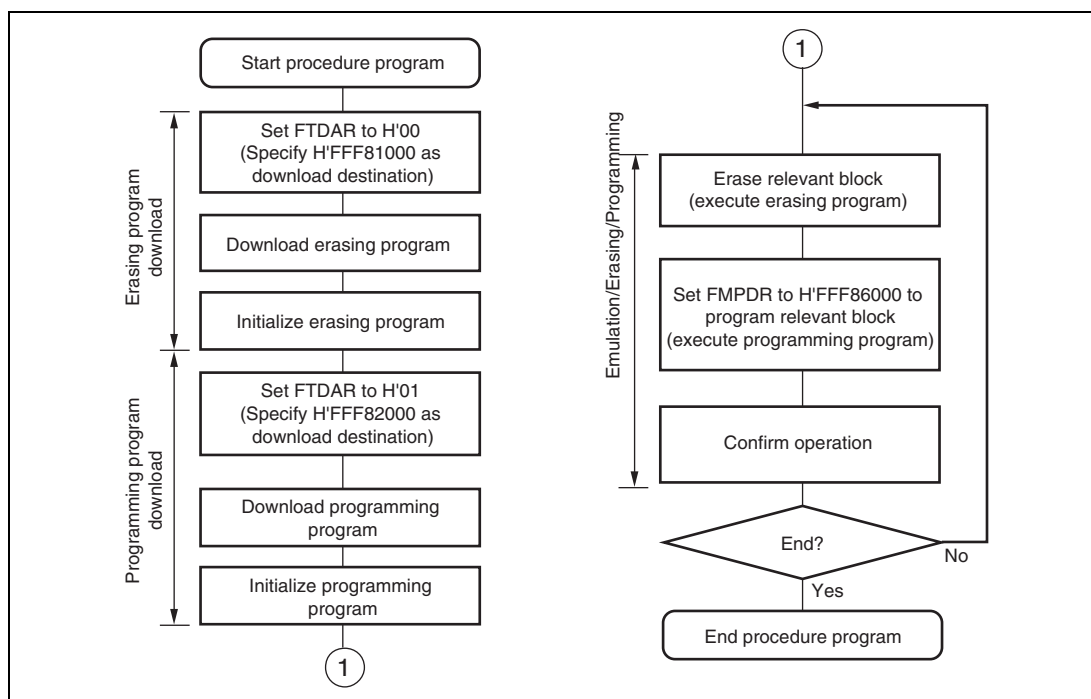 Start procedure program
Erasing program
download
Set FTDAR to H'00
(Specify H'FFF81000 as
download destination)
Download erasing program
Initialize erasing program
Programming program
download
Set FTDAR to H'01
(Specify H'FFF82000 as
download destination)
Download programming
program
Initialize programming
program
1
1
Emulation/Erasing/Programming
Erase relevant block
(execute erasing program)
Set FMPDR to H'FFF86000 to
program relevant block
(execute programming program)
Confirm operation
End?
No
Yes
End procedure program